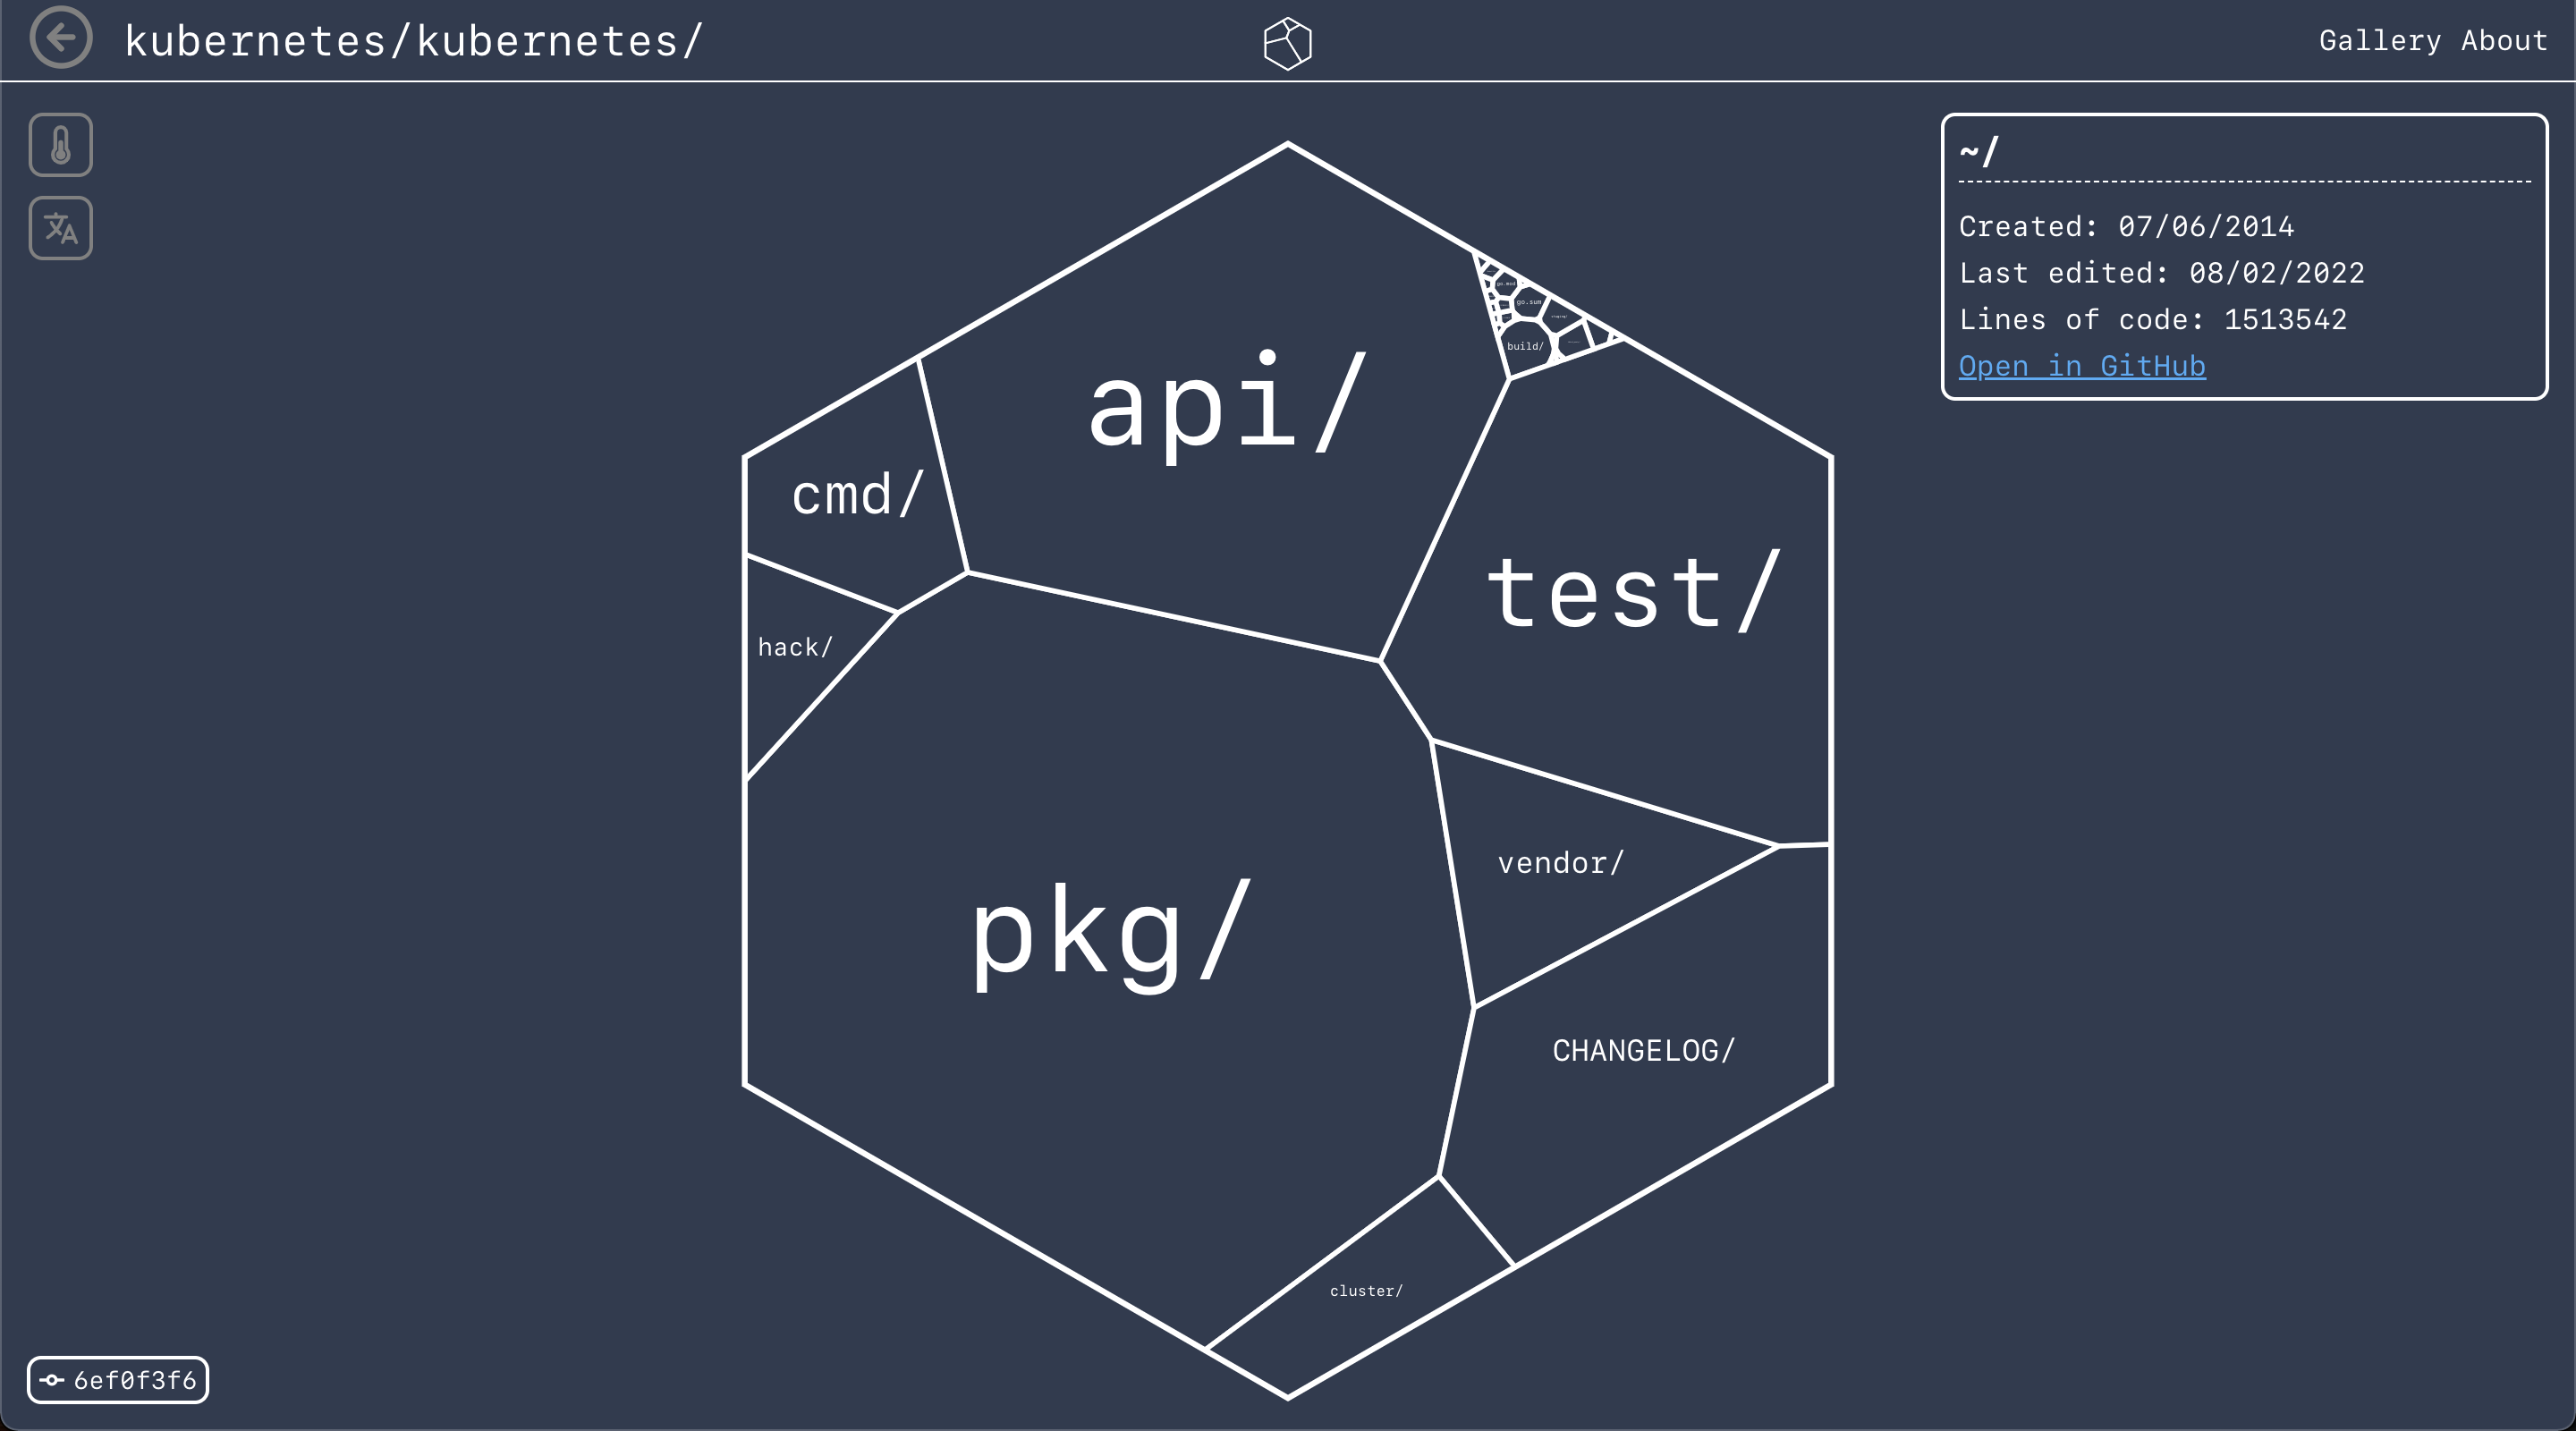 kubernetes/kubernetes/
Gallery About
~/
Created: 07/06/2014
Last edited: 08/02/2022
Lines of code: 1513542
Open in GitHub
go.mod
go.sum
build/
api/
cmd/
test/
hack/
vendor/
pkg/
CHANGELOG/
cluster/
6ef0f3f6